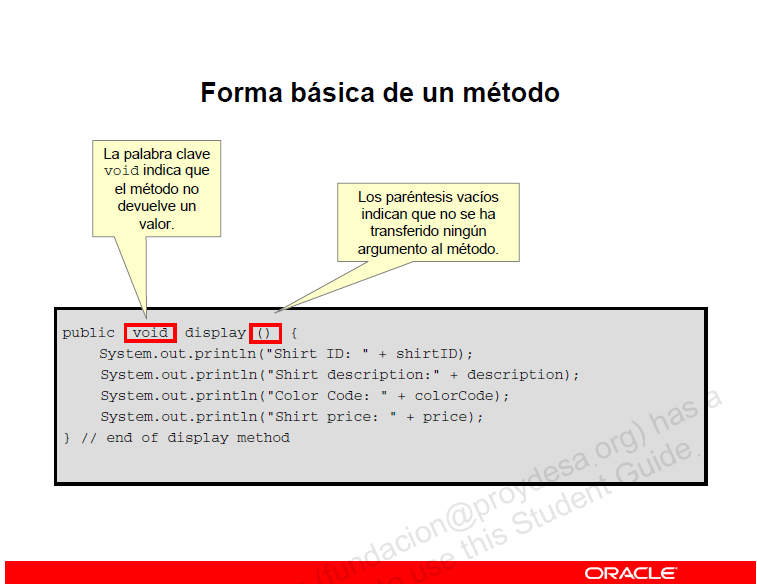 Forma básica de un método
La palabra clave
void indica que
el método no
devuelve un
valor.
Los paréntesis vacíos
indican que no se ha
transferido ningún
argumento al método.
public void display () {
System.out.println("Shirt ID: " + shirtID);
System.out.println("Shirt description:" + description);
System.out.println("Color Code: " + colorCode);
System.out.println("Shirt price: " + price);
} // end of display method
(fundacion@proydesa.org) has a
use this Student Guide.
ORACLE